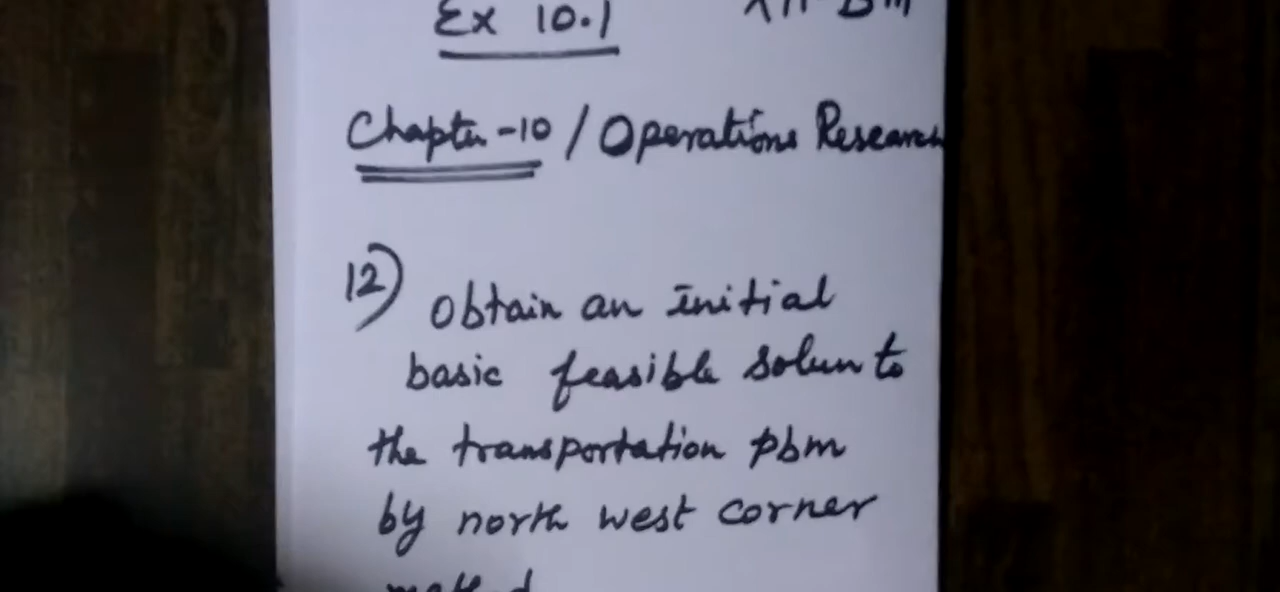 Ex 10.1
Chapter-10 / Operations Research
12) Obtain an initial
basic feasible solun to
the transportation pbm
by north west corner